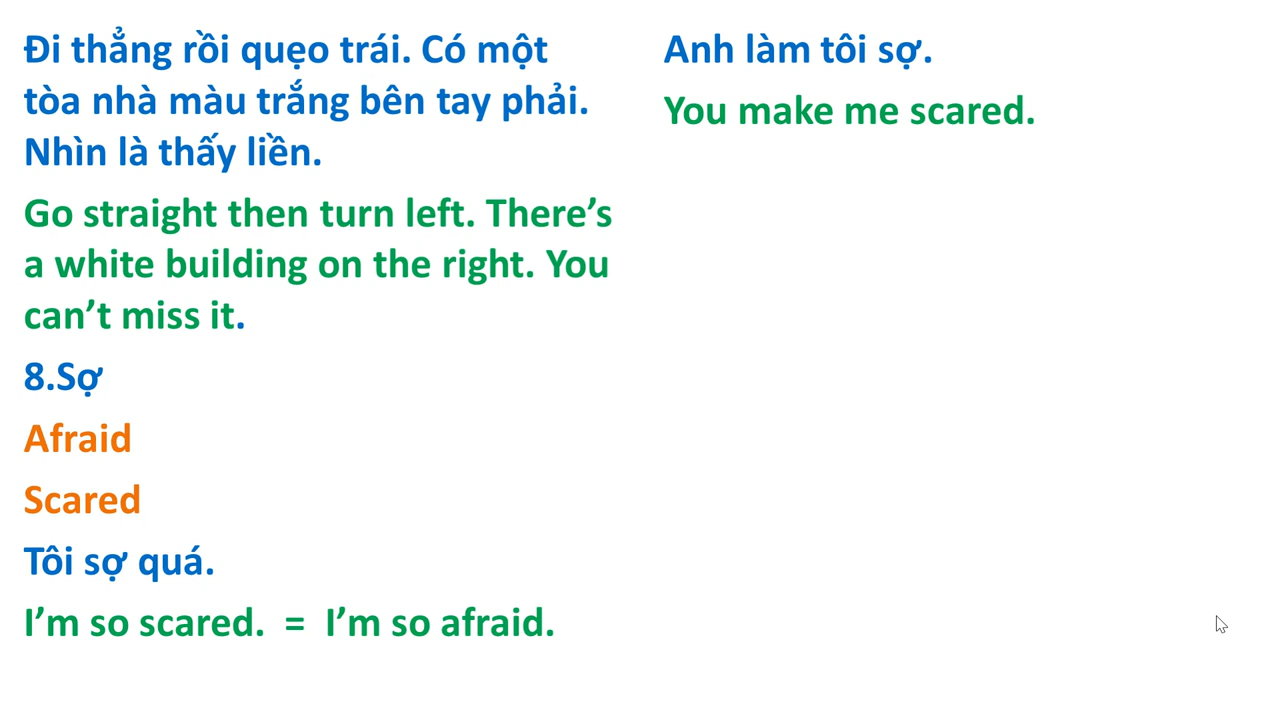 Đi thẳng rồi quẹo trái. Có một
tòa nhà màu trắng bên tay phải.
Nhìn là thấy liền.
Go straight then turn left. There’s
a white building on the right. You
can’t miss it.
8.Sợ
Afraid
Scared
Tôi sợ quá.
I’m so scared.  =  I’m so afraid.
Anh làm tôi sợ.
You make me scared.